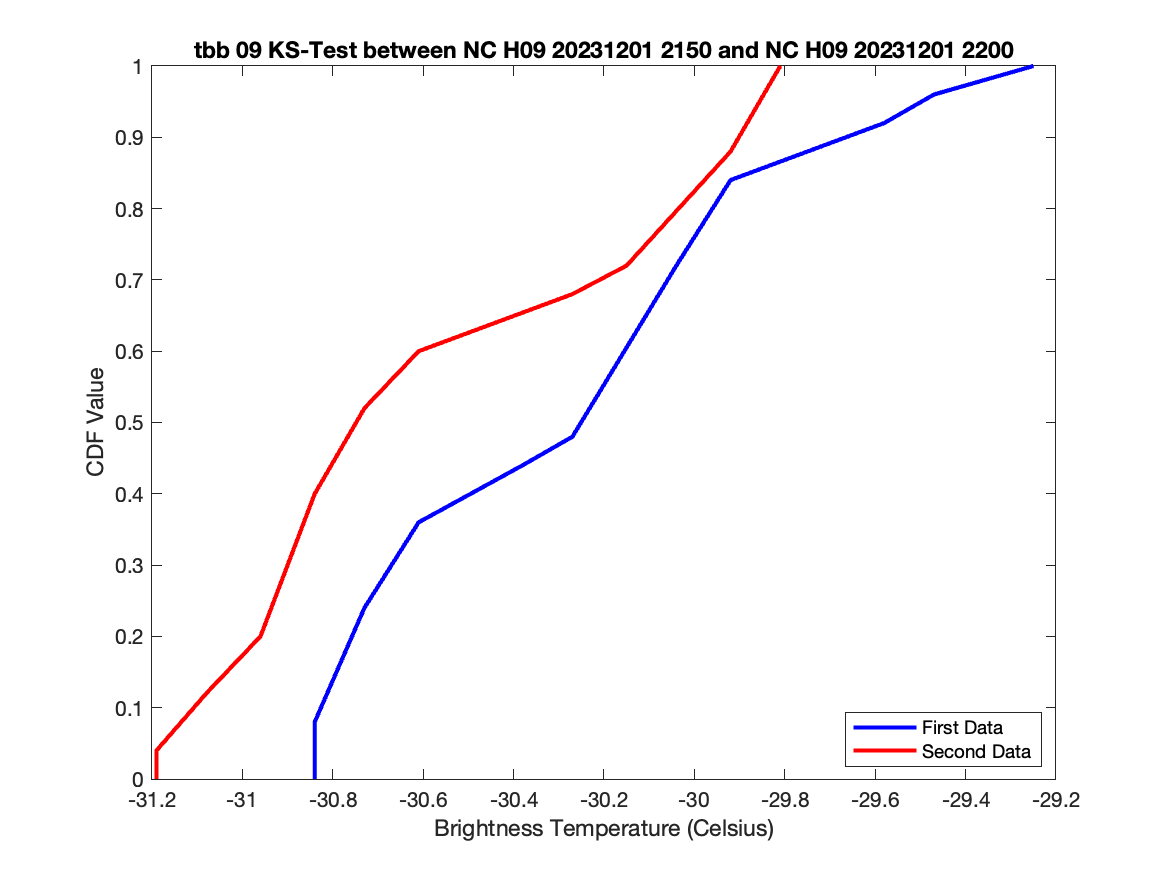 tbb 09 KS-Test between NC H09 20231201 2150 and NC H09 20231201 2200
1
0.9
0.8
0.7
0.6
0.5
0.4
0.3
0.2
0.1
0
CDF Value
First Data
Second Data
-31.2 -31 -30.8 -30.6 -30.4 -30.2 -30 -29.8 -29.6 -29.4 -29.2
Brightness Temperature (Celsius)